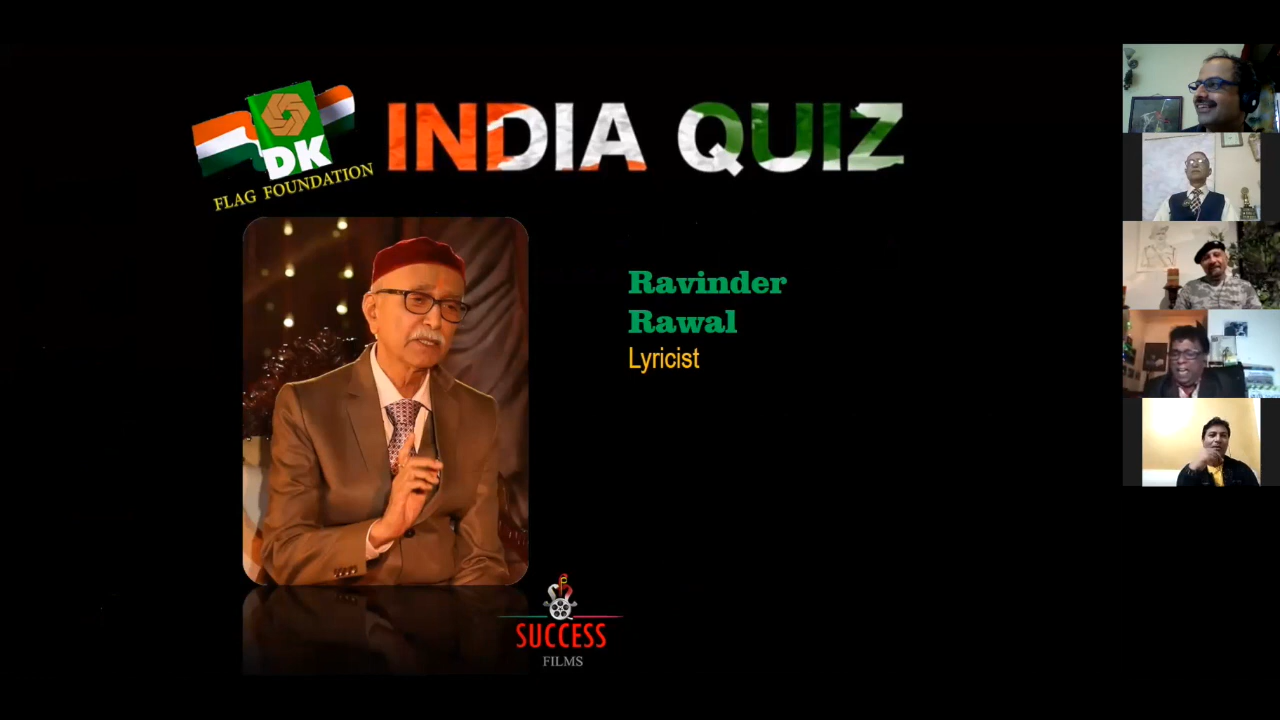 DK
FLAG FOUNDATION
INDIA QUIZ
Ravinder
Rawal
Lyricist
SUCCESS
FILMS